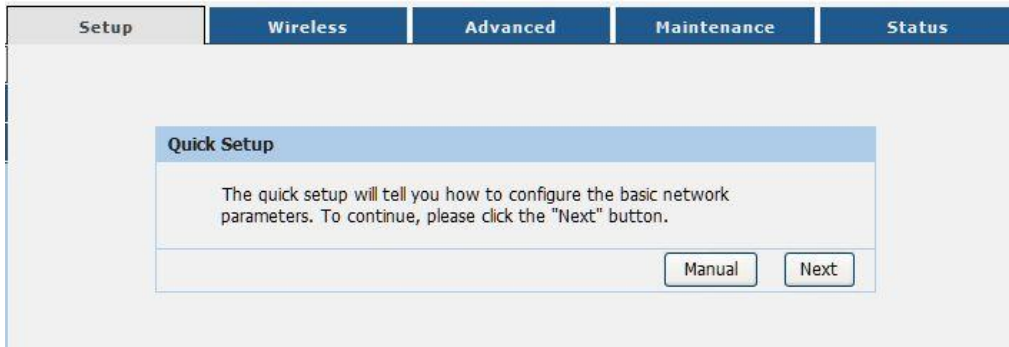 Setup Wireless Advanced Maintenance Status
Quick Setup
The quick setup will tell you how to configure the basic network
parameters. To continue, please click the "Next" button.
Manual Next